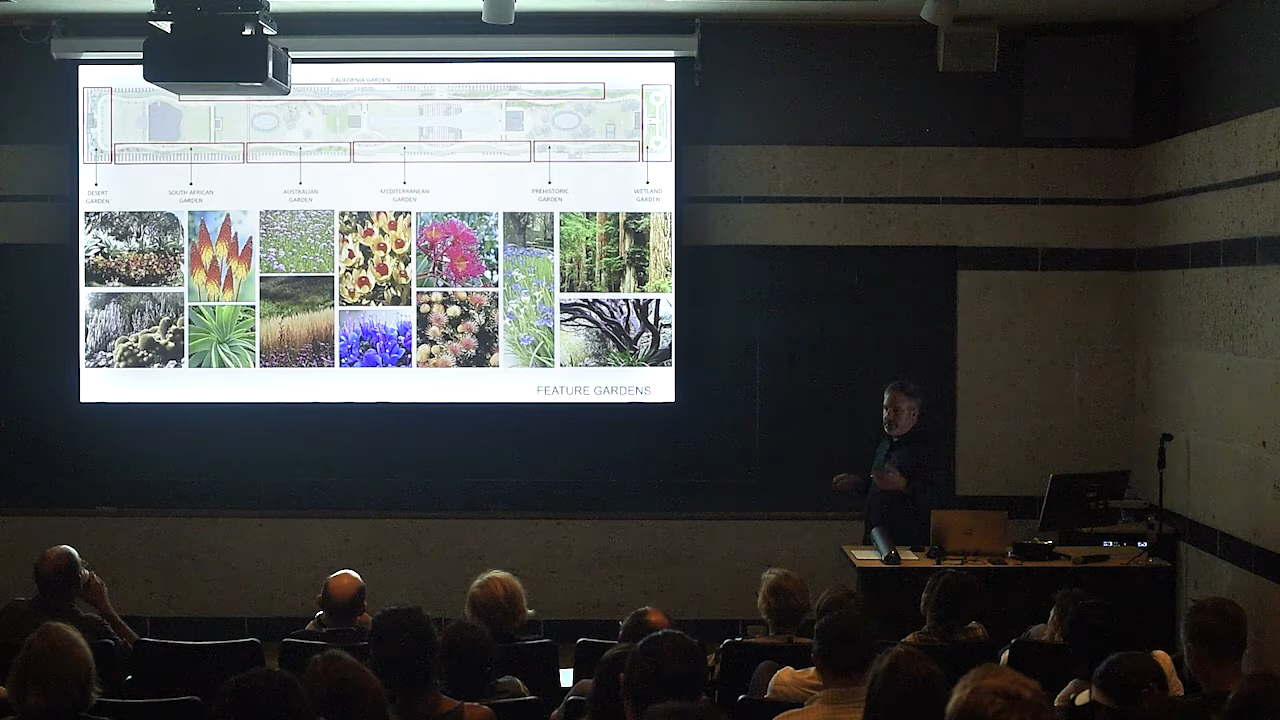 CALIFORNIA GARDEN
DESERT
GARDEN
SOUTH AFRICAN
GARDEN
AUSTRALIAN
GARDEN
MEDITERRANEAN
GARDEN
PREHISTORIC
GARDEN
WETLAND
GARDEN
FEATURE GARDENS